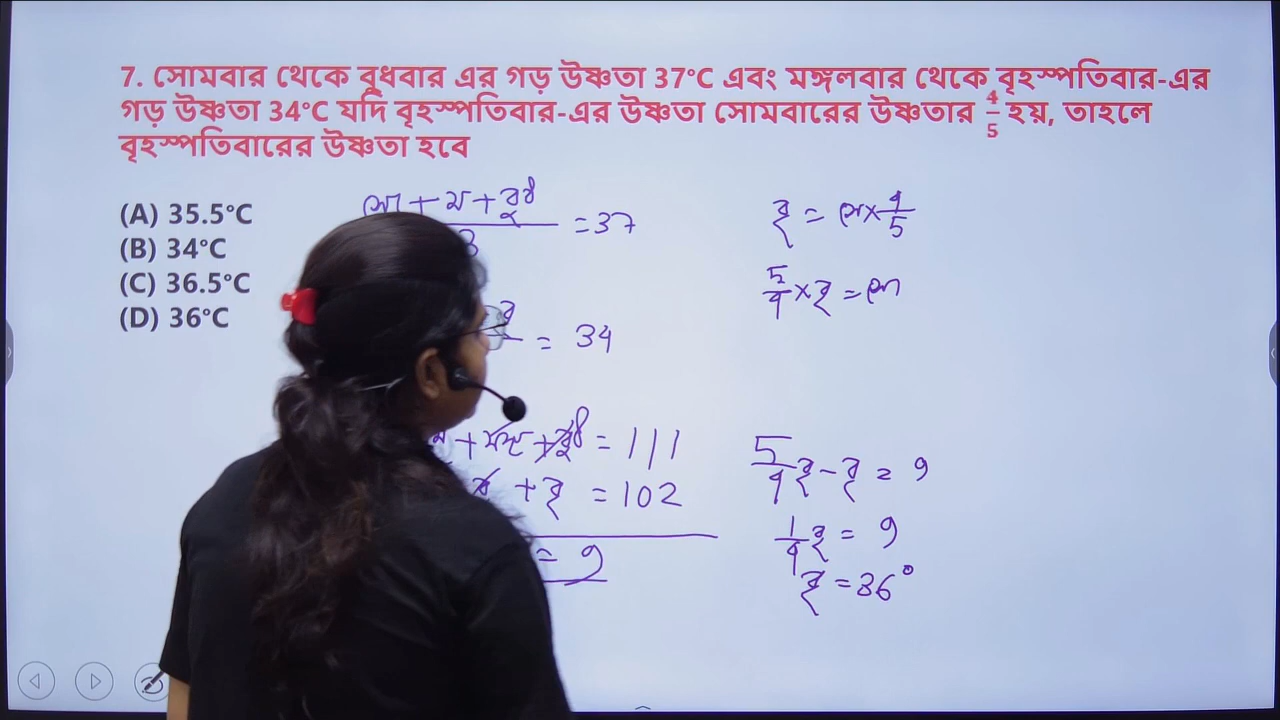 7. সোমবার থেকে বুধবার এর গড় উষ্ণতা 37°C এবং মঙ্গলবার থেকে বৃহস্পতিবার-এর
গড় উষ্ণতা 34°C যদি বৃহস্পতিবার-এর উষ্ণতা সোমবারের উষ্ণতার 4/5 হয়, তাহলে
বৃহস্পতিবারের উষ্ণতা হবে
(A) 35.5°C
(B) 34°C
(C) 36.5°C
(D) 36°C
সো + ম + বুধ
3 = 37
বৃ
= 34
= 111
+ বৃ = 102
= 9
বৃ = সো × 4/5
5/4 × বৃ = সো
5/4 বৃ - বৃ = 9
1/4 বৃ = 9
বৃ = 36°